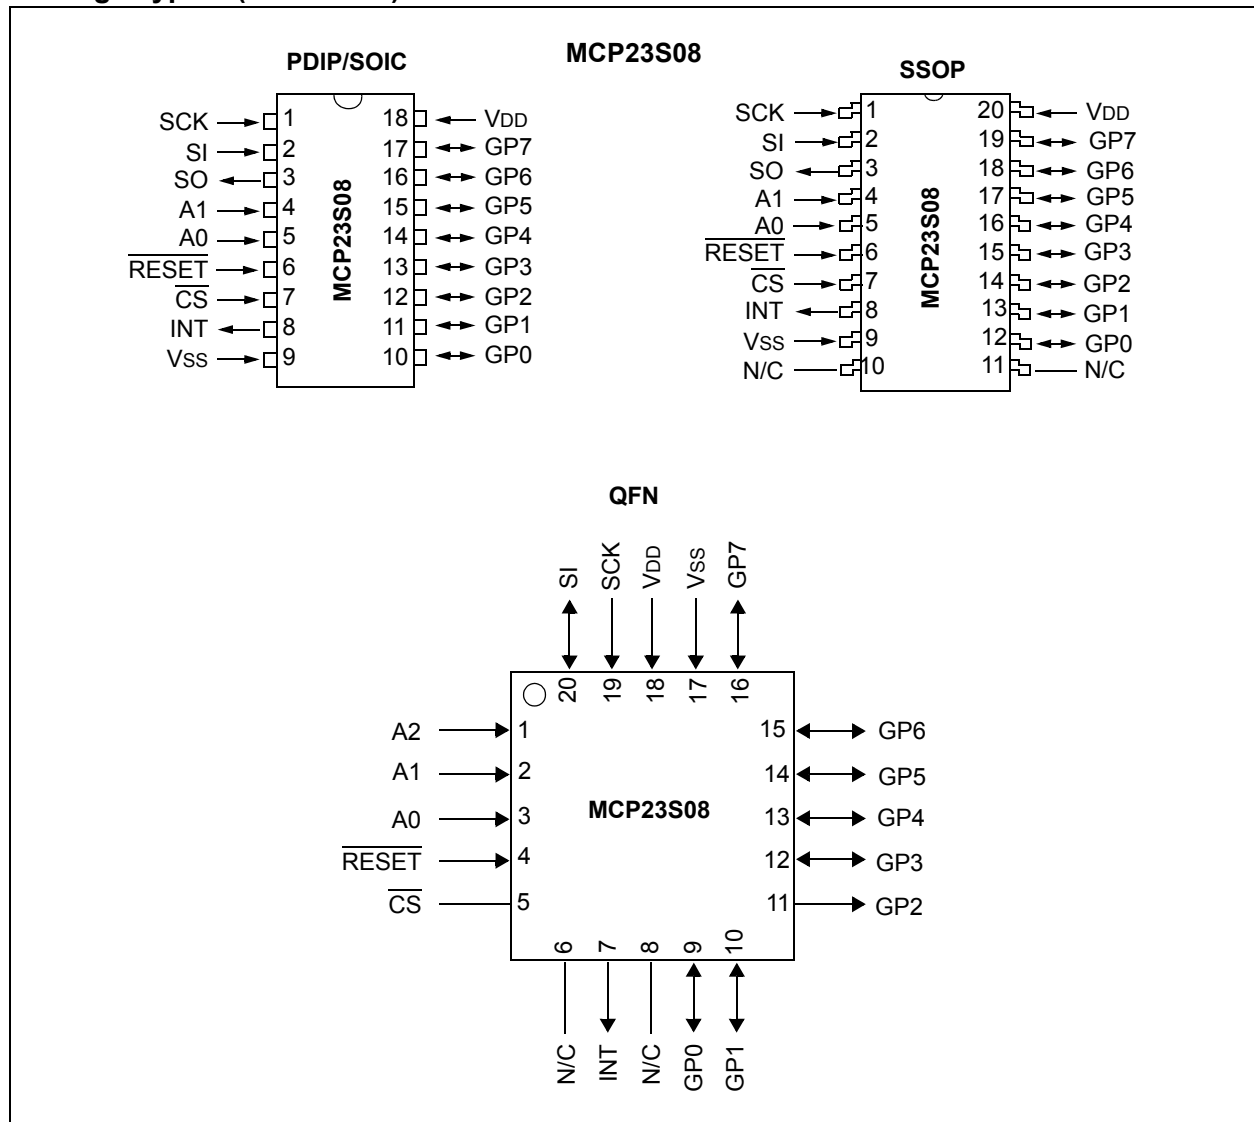 MCP23S08
PDIP/SOIC
SCK 1 18 VDD
SI 2 17 GP7
SO 3 16 GP6
A1 4 15 GP5
A0 5 14 GP4
RESET 6 13 GP3
CS 7 12 GP2
INT 8 11 GP1
VSS 9 10 GP0
MCP23S08
SSOP
SCK 1 20 VDD
SI 2 19 GP7
SO 3 18 GP6
A1 4 17 GP5
A0 5 16 GP4
RESET 6 15 GP3
CS 7 14 GP2
INT 8 13 GP1
VSS 9 12 GP0
N/C 10 11 N/C
MCP23S08
QFN
SI SCK VDD VSS GP7
20 19 18 17 16
A2 1 15 GP6
A1 2 14 GP5
A0 3 MCP23S08 13 GP4
RESET 4 12 GP3
CS 5 11 GP2
6 7 8 9 10
N/C INT N/C GP0 GP1